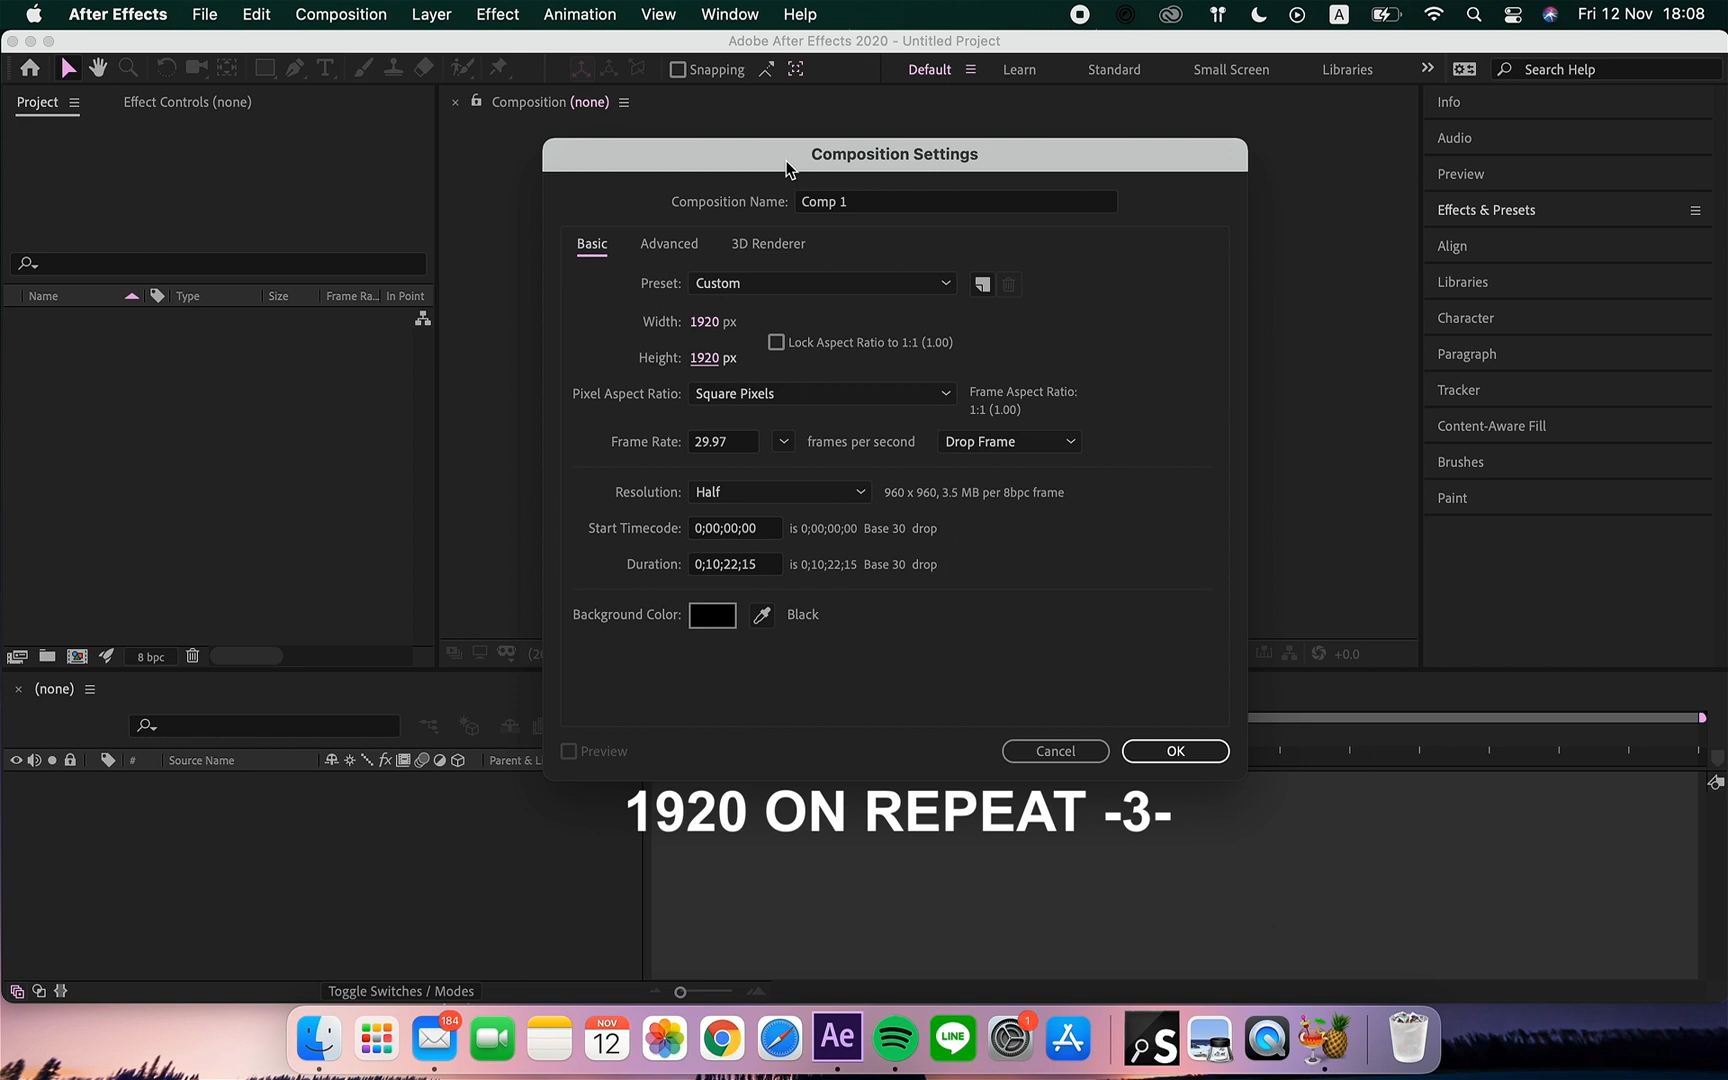 After Effects File Edit Composition Layer Effect Animation View Window Help A Fri 12 Nov 18:08
Adobe After Effects 2020 - Untitled Project
Snapping Default Learn Standard Small Screen Libraries Search Help
Project Effect Controls (none) Composition (none) Info
Audio
Preview
Effects & Presets
Align
Libraries
Character
Paragraph
Tracker
Content-Aware Fill
Brushes
Paint
Name Type Size Frame Ra... In Point
Composition Settings
Composition Name: Comp 1
Basic Advanced 3D Renderer
Preset: Custom
Width: 1920 px
Lock Aspect Ratio to 1:1 (1.00)
Height: 1920 px
Pixel Aspect Ratio: Square Pixels Frame Aspect Ratio:
1:1 (1.00)
Frame Rate: 29.97 frames per second Drop Frame
Resolution: Half 960 x 960, 3.5 MB per 8bpc frame
Start Timecode: 0;00;00;00 is 0;00;00;00 Base 30 drop
Duration: 0;10;22;15 is 0;10;22;15 Base 30 drop
Background Color: Black
Preview Cancel OK
8 bpc +0.0
(none)
# Source Name fx Parent & L
1920 ON REPEAT -3-
Toggle Switches / Modes
184 NOV
12 Ae LINE 1 S